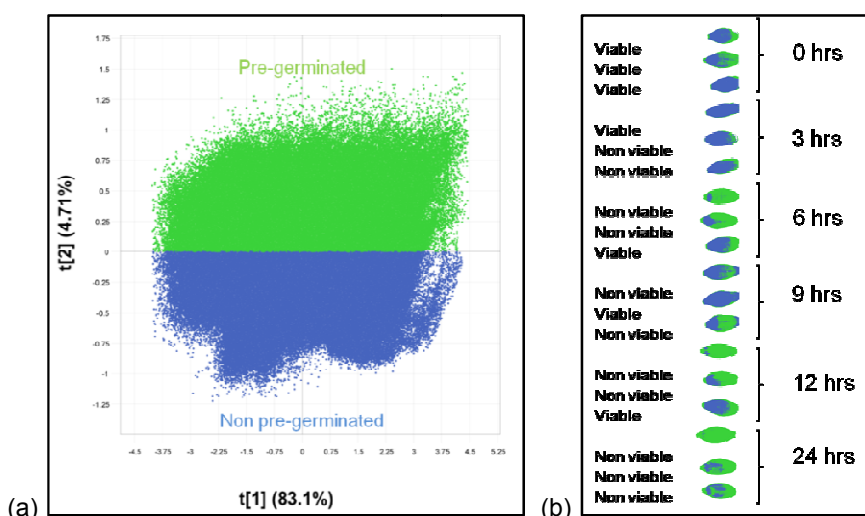 Pre-germinated
Non pre-germinated
1.75
1.5
1.25
1
0.75
0.5
0.25
0
-0.25
-0.5
-0.75
-1
-1.25
-4.5 -3.75 -3 -2.25 -1.5 -0.75 0 0.75 1.5 2.25 3 3.75 4.5 5.25
t[2] (4.71%)
t[1] (83.1%)
(a)
Viable
Viable
Viable
0 hrs
Viable
Non viable
Non viable
3 hrs
Non viable
Non viable
Viable
6 hrs
Non viable
Viable
Non viable
9 hrs
Non viable
Non viable
Viable
12 hrs
Non viable
Non viable
Non viable
24 hrs
(b)